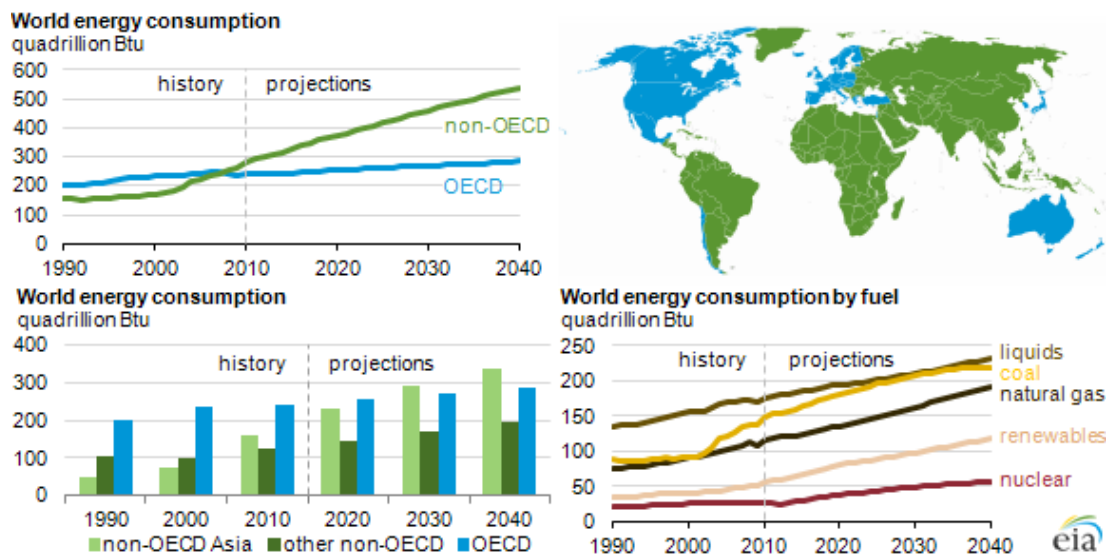 World energy consumption
quadrillion Btu
600
500
400
300
200
100
0
history
projections
non-OECD
OECD
1990 2000 2010 2020 2030 2040
World energy consumption
quadrillion Btu
400
300
200
100
0
history
projections
1990 2000 2010 2020 2030 2040
non-OECD Asia other non-OECD OECD
World energy consumption by fuel
quadrillion Btu
250
200
150
100
50
0
history
projections
liquids
coal
natural gas
renewables
nuclear
1990 2000 2010 2020 2030 2040
eia